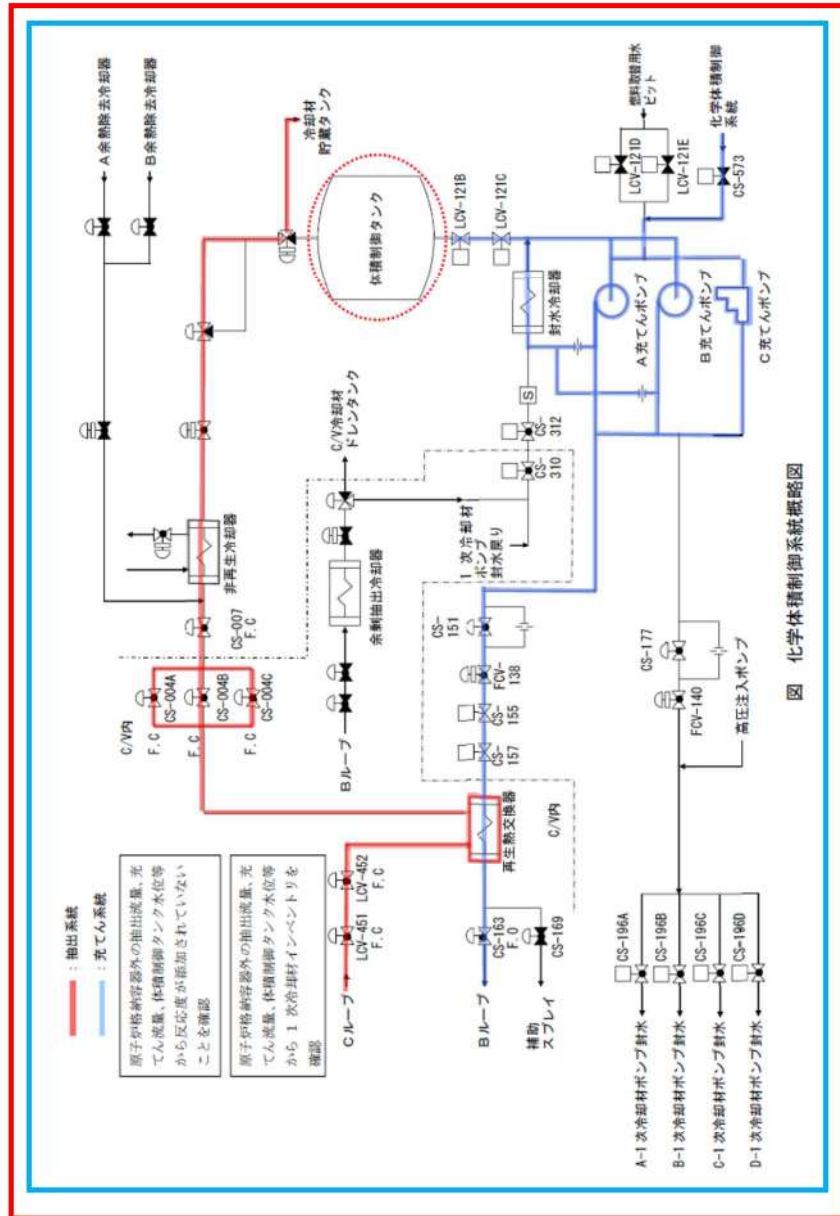 ━ : 抽出系統
━ : 充てん系統
原子炉格納容器外の抽出流量、充
てん流量、体積制御タンク水位等
から反応度が添加されていない
ことを確認
原子炉格納容器外の抽出流量、充
てん流量、体積制御タンク水位等
から1次冷却材インベントリを
確認
A余熱除去冷却器
B余熱除去冷却器
冷却材
貯蔵タンク
体積制御タンク
LCV-121B
LCV-121C
燃料取替用水
ピット
LCV-121D
LCV-121E
化学体積制御
系統
CS-573
非再生冷却器
CS-007
F.C
C/V内
F.C
CS-004A
F.C
CS-004B
F.C
CS-004C
Cループ
LCV-451
F.C
LCV-452
F.C
Bループ
余剰抽出冷却器
C/V冷却材
ドレンタンク
1次冷却材
ポンプ
封水戻り
CS-
310
CS-
312
S
封水冷却器
A充てんポンプ
B充てんポンプ
C充てんポンプ
再生熱交換器
C/V内
CS-
157
CS-
155
FCV-
138
CS-
151
Bループ
CS-163
F.O
補助
スプレイ
CS-169
A-1次冷却材ポンプ封水
B-1次冷却材ポンプ封水
C-1次冷却材ポンプ封水
D-1次冷却材ポンプ封水
CS-196A
CS-196B
CS-196C
CS-196D
高圧注入ポンプ
FCV-140
CS-177
図 化学体積制御系統概略図